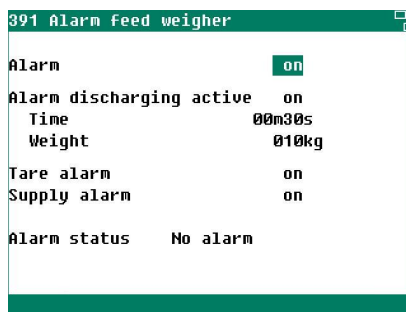 391 Alarm feed weigher
Alarm on
Alarm discharging active on
Time 00m30s
Weight 010kg
Tare alarm on
Supply alarm on
Alarm status No alarm